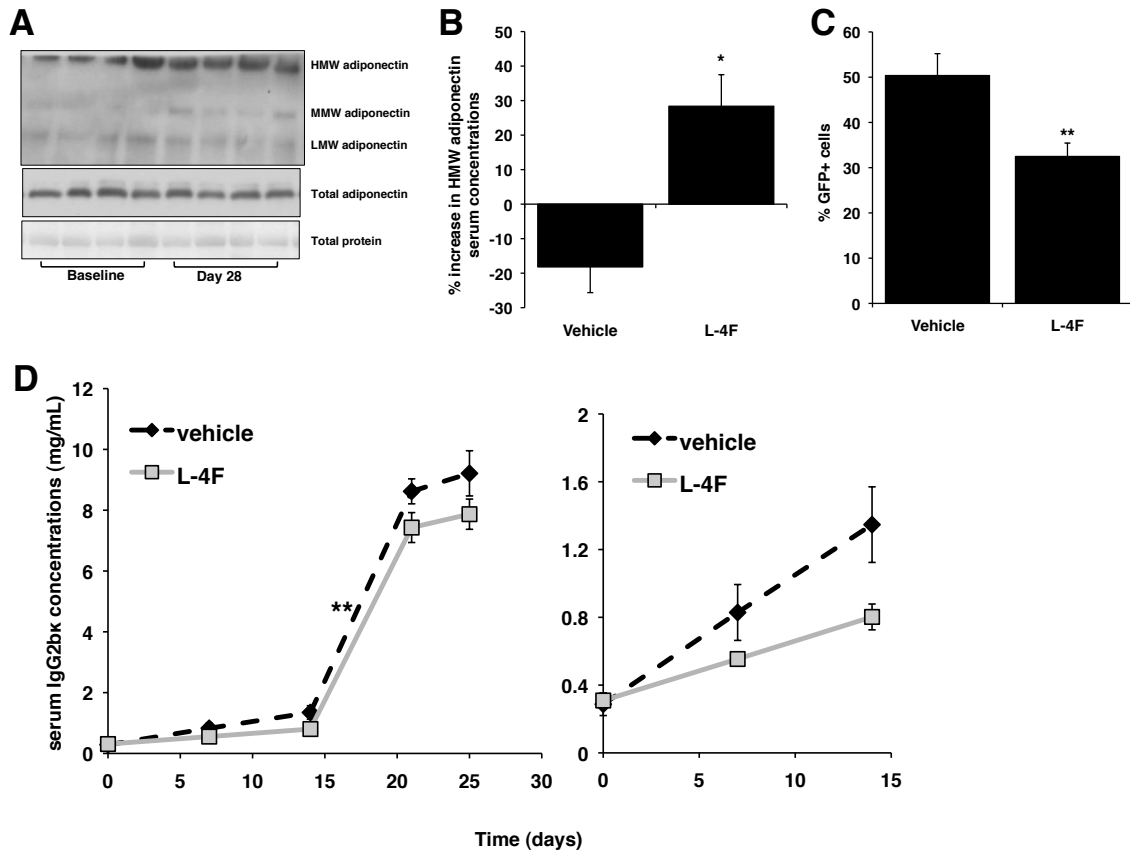 A
HMW adiponectin
MMW adiponectin
LMW adiponectin
Total adiponectin
Total protein
Baseline
Day 28
B
% increase in HMW adiponectin
serum concentrations
50
40
30
20
10
0
-10
-20
-30
*
Vehicle
L-4F
C
% GFP+ cells
60
50
40
30
20
10
0
**
Vehicle
L-4F
D
serum IgG2bκ concentrations (mg/mL)
12
10
8
6
4
2
0
vehicle
L-4F
**
0
5
10
15
20
25
30
2
1.6
1.2
0.8
0.4
0
vehicle
L-4F
0
5
10
15
Time (days)